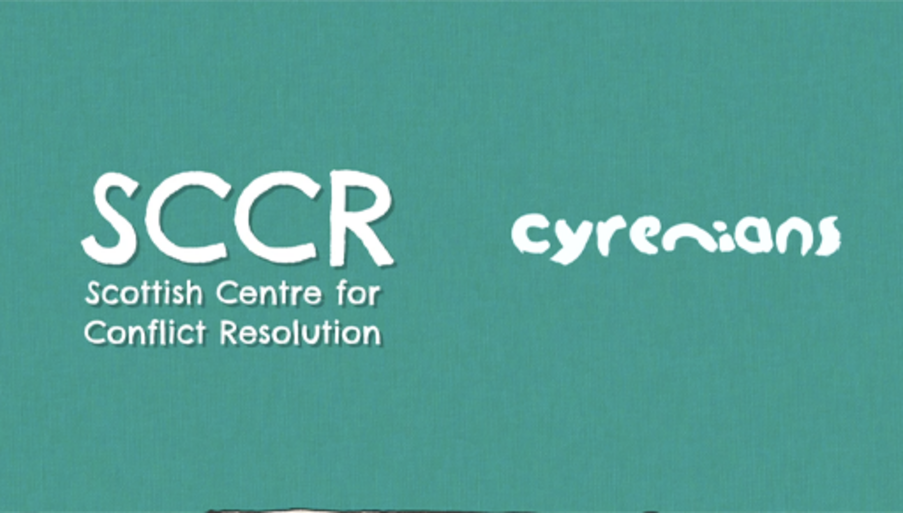 SCCR
Scottish Centre for
Conflict Resolution
cyrenians